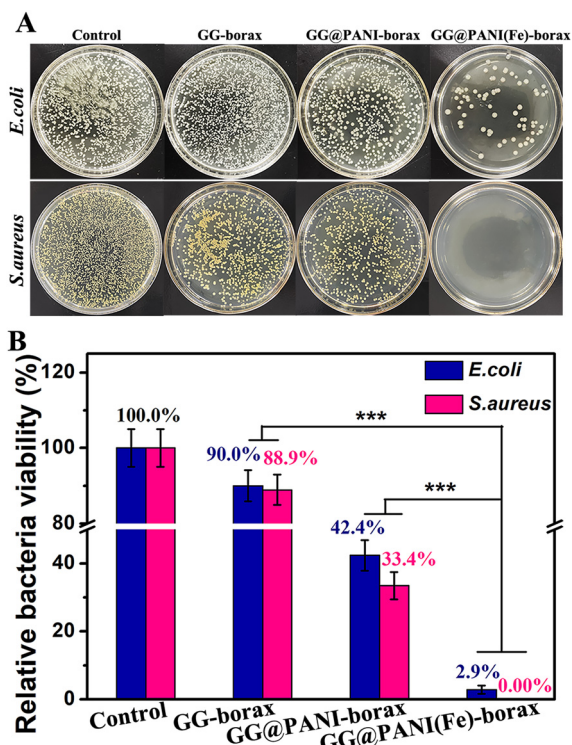 A
Control GG-borax GG@PANI-borax GG@PANI(Fe)-borax
E.coli
S.aureus
B
Relative bacteria viability (%)
120
100
80
40
20
0
E.coli
S.aureus
100.0%
90.0% 88.9%
42.4% 33.4%
2.9% 0.00%
***
***
Control GG-borax GG@PANI-borax GG@PANI(Fe)-borax